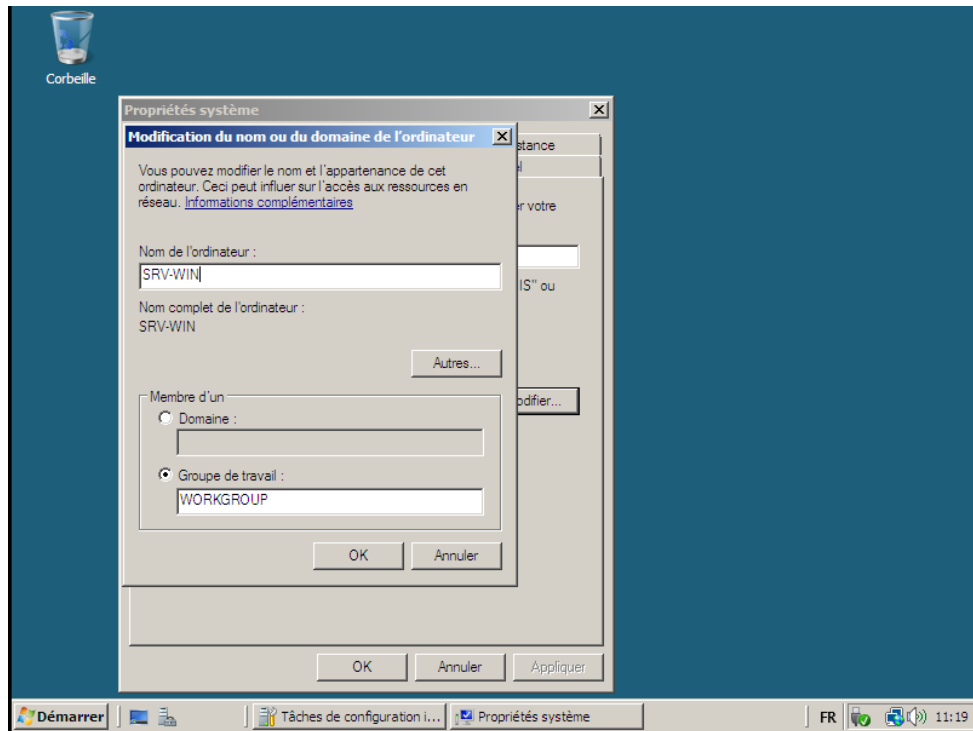 Corbeille
Propriétés système
Modification du nom ou du domaine de l'ordinateur
stance
el
Vous pouvez modifier le nom et l'appartenance de cet
ordinateur. Ceci peut influer sur l'accès aux ressources en
réseau. Informations complémentaires
er votre
Nom de l'ordinateur :
SRV-WIN
IS" ou
Nom complet de l'ordinateur :
SRV-WIN
Autres...
Membre d'un
odifier...
Domaine :
Groupe de travail :
WORKGROUP
OK Annuler
OK Annuler Appliquer
Démarrer Tâches de configuration i... Propriétés système FR 11:19